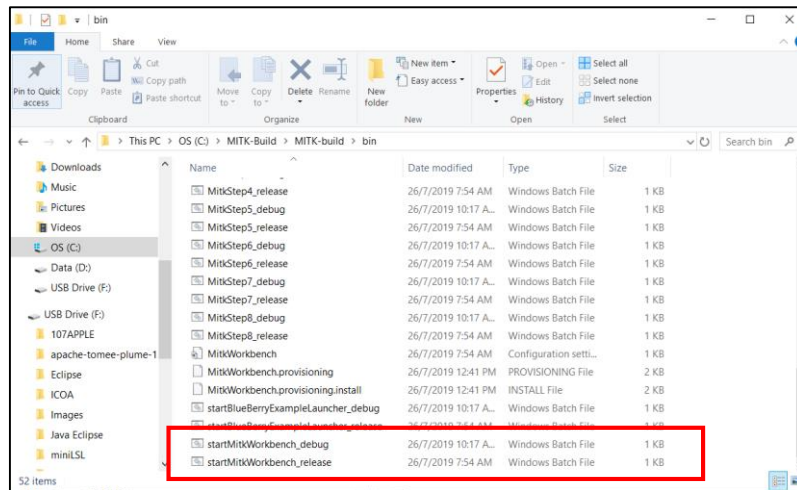 bin
File Home Share View
Pin to Quick access
Copy
Paste
Cut
Copy path
Paste shortcut
Clipboard
Move to
Copy to
Delete
Rename
Organize
New folder
New item
Easy access
New
Properties
Open
Edit
History
Open
Select all
Select none
Invert selection
Select
This PC > OS (C:) > MITK-Build > MITK-build > bin
Search bin
Downloads
Music
Pictures
Videos
OS (C:)
Data (D:)
USB Drive (F:)
USB Drive (F:)
107APPLE
apache-tomee-plume-1
Eclipse
ICOA
Images
Java Eclipse
miniLSL
Name Date modified Type Size
MitkStep4_release 26/7/2019 7:54 AM Windows Batch File 1 KB
MitkStep5_debug 26/7/2019 10:17 A... Windows Batch File 1 KB
MitkStep5_release 26/7/2019 7:54 AM Windows Batch File 1 KB
MitkStep6_debug 26/7/2019 10:17 A... Windows Batch File 1 KB
MitkStep6_release 26/7/2019 7:54 AM Windows Batch File 1 KB
MitkStep7_debug 26/7/2019 10:17 A... Windows Batch File 1 KB
MitkStep7_release 26/7/2019 7:54 AM Windows Batch File 1 KB
MitkStep8_debug 26/7/2019 10:17 A... Windows Batch File 1 KB
MitkStep8_release 26/7/2019 7:54 AM Windows Batch File 1 KB
MitkWorkbench 26/7/2019 7:54 AM Configuration setti... 1 KB
MitkWorkbench.provisioning 26/7/2019 12:41 PM PROVISIONING File 2 KB
MitkWorkbench.provisioning.install 26/7/2019 12:41 PM INSTALL File 2 KB
startBlueBerryExampleLauncher_debug 26/7/2019 10:17 A... Windows Batch File 1 KB
startBlueBerryExampleLauncher_release 26/7/2019 7:54 AM Windows Batch File 1 KB
startMitkWorkbench_debug 26/7/2019 10:17 A... Windows Batch File 1 KB
startMitkWorkbench_release 26/7/2019 7:54 AM Windows Batch File 1 KB
52 items